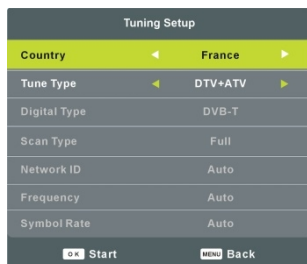 Tuning Setup
Country France
Tune Type DTV+ATV
Digital Type DVB-T
Scan Type Full
Network ID Auto
Frequency Auto
Symbol Rate Auto
OK Start MENU Back